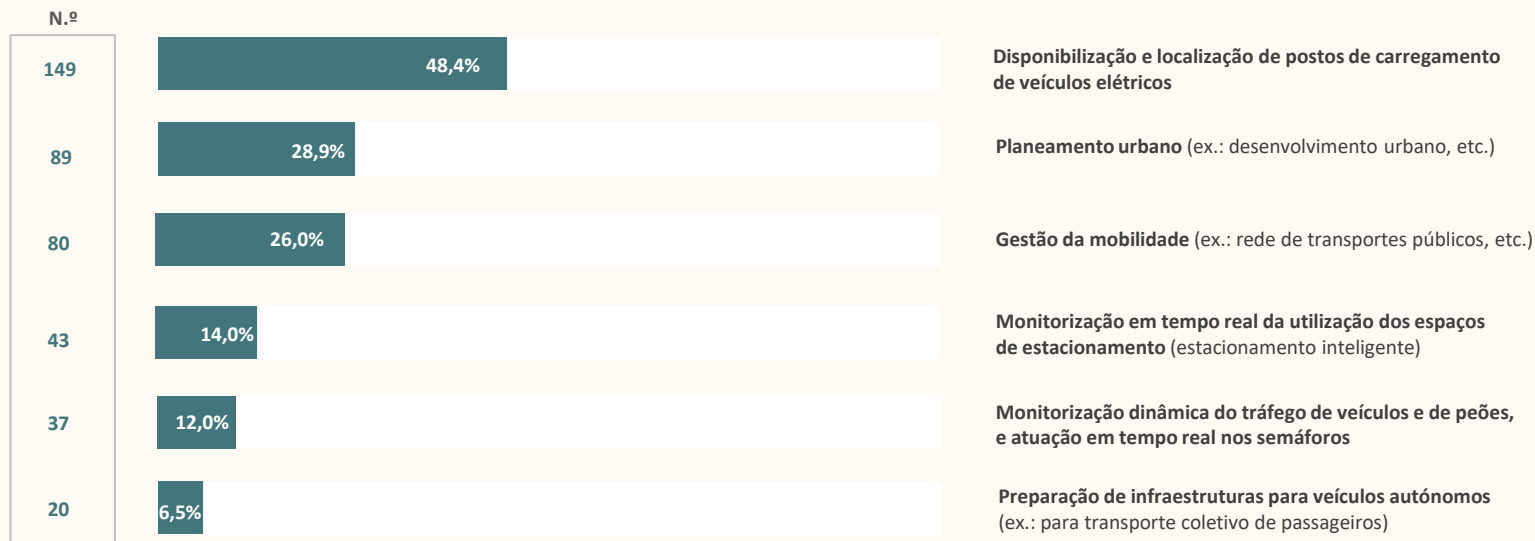 N.º
149
48,4%
Disponibilização e localização de postos de carregamento
de veículos elétricos
89
28,9%
Planeamento urbano (ex.: desenvolvimento urbano, etc.)
80
26,0%
Gestão da mobilidade (ex.: rede de transportes públicos, etc.)
43
14,0%
Monitorização em tempo real da utilização dos espaços
de estacionamento (estacionamento inteligente)
37
12,0%
Monitorização dinâmica do tráfego de veículos e de peões,
e atuação em tempo real nos semáforos
20
6,5%
Preparação de infraestruturas para veículos autónomos
(ex.: para transporte coletivo de passageiros)